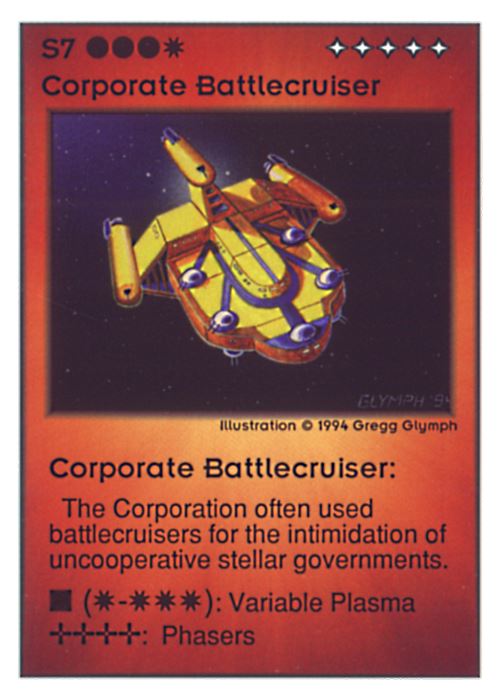 S7 ●●●✷ ✧✧✧✧✧
Corporate Battlecruiser
GLYMPH '94
Illustration © 1994 Gregg Glymph
Corporate Battlecruiser:
The Corporation often used
battlecruisers for the intimidation of
uncooperative stellar governments.
■ (✷-✷✷✷): Variable Plasma
✢✢✢✢: Phasers